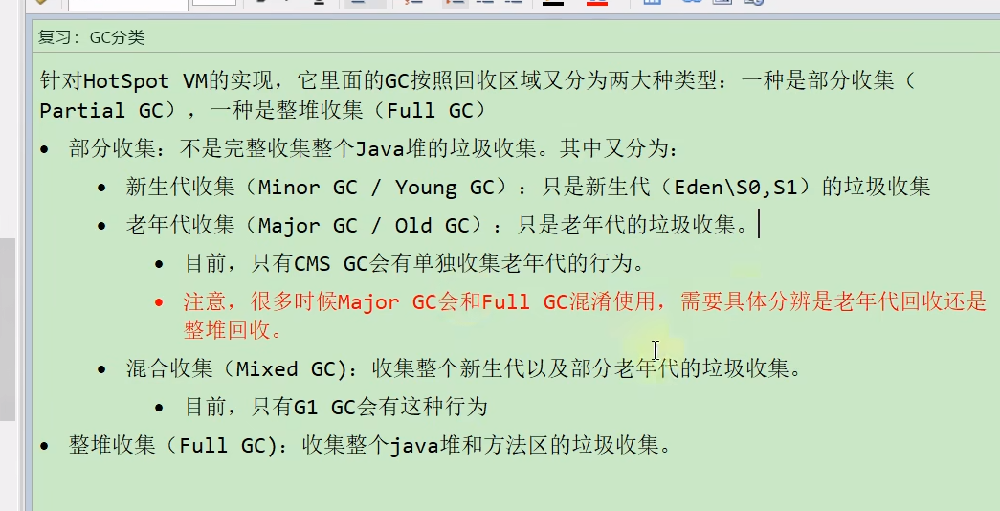 复习：GC分类
针对HotSpot VM的实现，它里面的GC按照回收区域又分为两大种类型：一种是部分收集（
Partial GC），一种是整堆收集（Full GC）
• 部分收集：不是完整收集整个Java堆的垃圾收集。其中又分为：
• 新生代收集（Minor GC / Young GC）：只是新生代（Eden\S0,S1）的垃圾收集
• 老年代收集（Major GC / Old GC）：只是老年代的垃圾收集。
• 目前，只有CMS GC会有单独收集老年代的行为。
• 注意，很多时候Major GC会和Full GC混淆使用，需要具体分辨是老年代回收还是
整堆回收。
• 混合收集（Mixed GC)：收集整个新生代以及部分老年代的垃圾收集。
• 目前，只有G1 GC会有这种行为
• 整堆收集（Full GC)：收集整个java堆和方法区的垃圾收集。